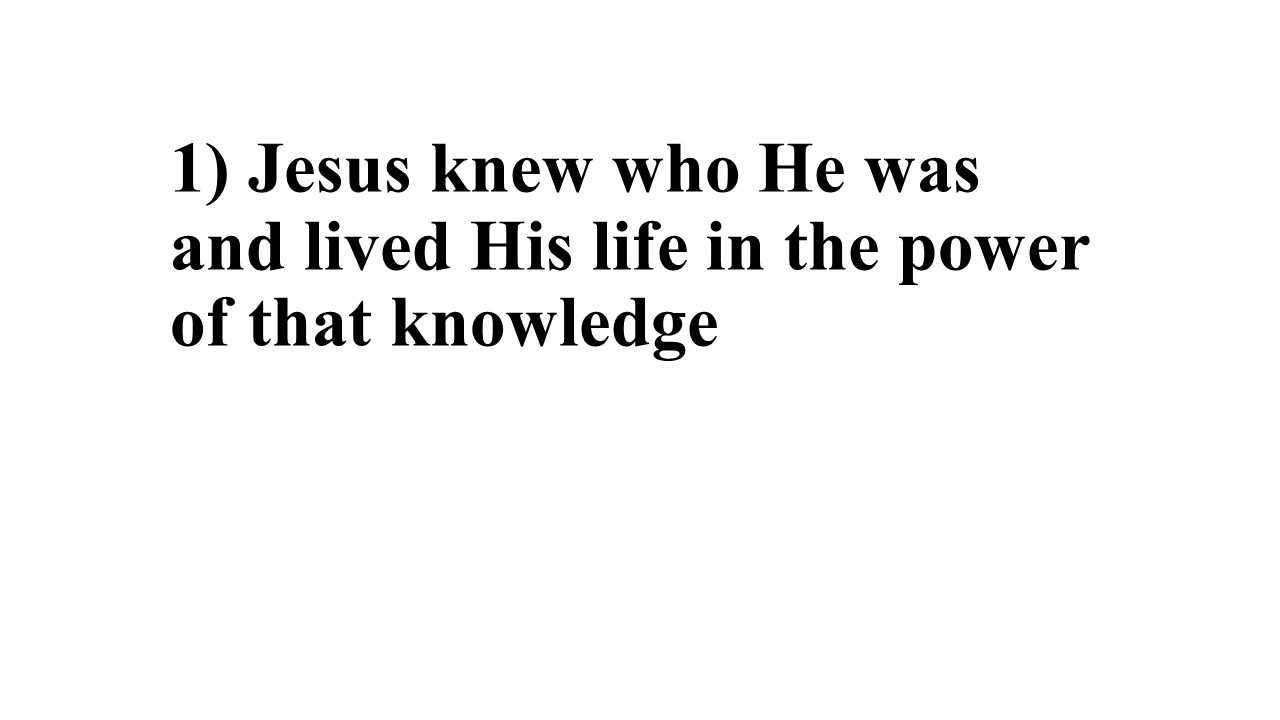 1) Jesus knew who He was
and lived His life in the power
of that knowledge